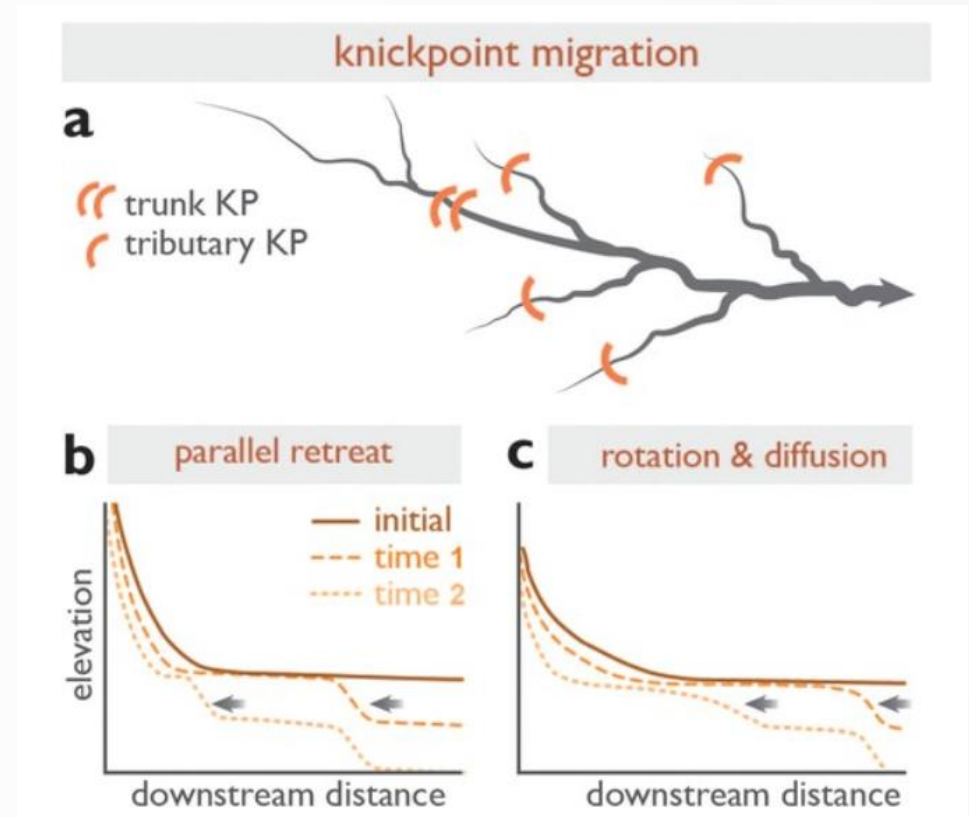 knickpoint migration
a
trunk KP
tributary KP
b
parallel retreat
initial
time 1
time 2
elevation
downstream distance
c
rotation & diffusion
downstream distance